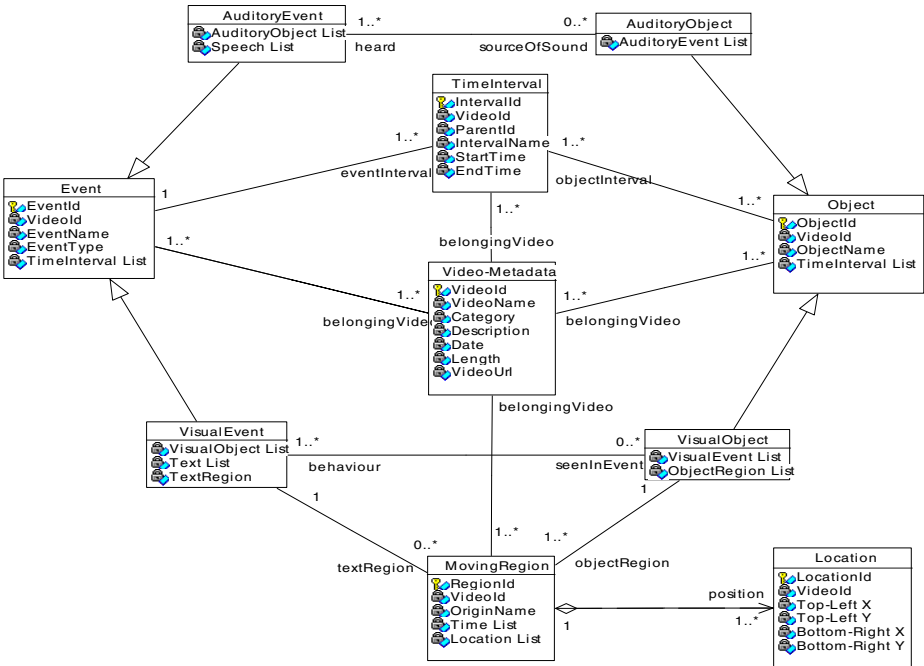 AuditoryEvent
AuditoryObject List
Speech List
1..*
heard
0..*
sourceOfSound
AuditoryObject
AuditoryEvent List
TimeInterval
IntervalId
VideoId
ParentId
IntervalName
StartTime
EndTime
1..*
eventInterval
1..*
objectInterval
Event
EventId
VideoId
EventName
EventType
TimeInterval List
1
1..*
Object
ObjectId
VideoId
ObjectName
TimeInterval List
1..*
1..*
1..*
belongingVideo
Video-Metadata
VideoId
VideoName
Category
Description
Date
Length
VideoUrl
1..*
belongingVideo
1..*
belongingVideo
belongingVideo
VisualEvent
VisualObject List
Text List
TextRegion
1..*
behaviour
0..*
seenInEvent
VisualObject
VisualEvent List
ObjectRegion List
1
1
0..*
textRegion
1..*
1..*
objectRegion
MovingRegion
RegionId
VideoId
OriginName
Time List
Location List
1
position
1..*
Location
LocationId
VideoId
Top-Left X
Top-Left Y
Bottom-Right X
Bottom-Right Y